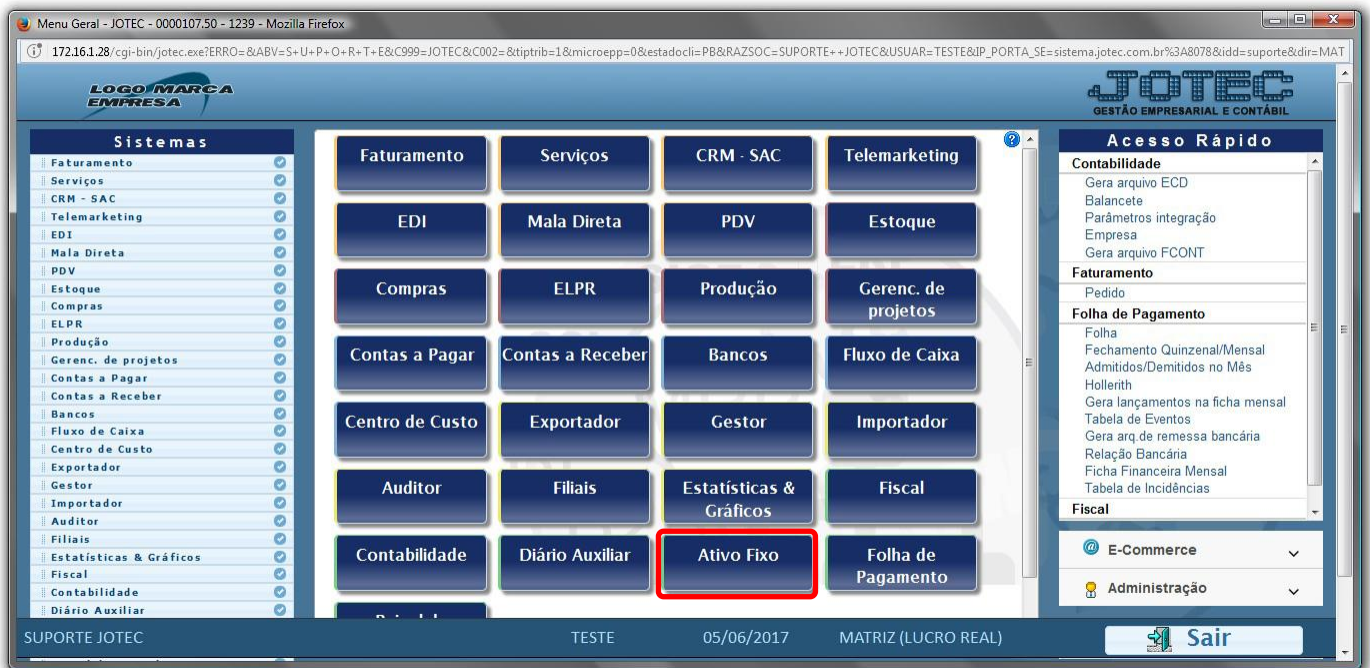 Menu Geral - JOTEC - 0000107.50 - 1239 - Mozilla Firefox
172.16.1.28/cgi-bin/jotec.exe?ERRO=&ABV=S+U+P+O+R+T+E&C999=JOTEC&C002=&tiptrib=1&microepp=0&estadocli=PB&RAZSOC=SUPORTE++JOTEC&USUAR=TESTE&IP_PORTA_SE=sistema.jotec.com.br%3A8078&idd=suporte&dir=MAT
LOGO MARCA
EMPRESA
JOTEC
GESTÃO EMPRESARIAL E CONTÁBIL
Sistemas
Faturamento
Serviços
CRM - SAC
Telemarketing
EDI
Mala Direta
PDV
Estoque
Compras
ELPR
Produção
Gerenc. de projetos
Contas a Pagar
Contas a Receber
Bancos
Fluxo de Caixa
Centro de Custo
Exportador
Gestor
Importador
Auditor
Filiais
Estatísticas & Gráficos
Fiscal
Contabilidade
Diário Auxiliar
Faturamento
Serviços
CRM - SAC
Telemarketing
EDI
Mala Direta
PDV
Estoque
Compras
ELPR
Produção
Gerenc. de
projetos
Contas a Pagar
Contas a Receber
Bancos
Fluxo de Caixa
Centro de Custo
Exportador
Gestor
Importador
Auditor
Filiais
Estatísticas &
Gráficos
Fiscal
Contabilidade
Diário Auxiliar
Ativo Fixo
Folha de
Pagamento
Acesso Rápido
Contabilidade
Gera arquivo ECD
Balancete
Parâmetros integração
Empresa
Gera arquivo FCONT
Faturamento
Pedido
Folha de Pagamento
Folha
Fechamento Quinzenal/Mensal
Admitidos/Demitidos no Mês
Hollerith
Gera lançamentos na ficha mensal
Tabela de Eventos
Gera arq.de remessa bancária
Relação Bancária
Ficha Financeira Mensal
Tabela de Incidências
Fiscal
E-Commerce
Administração
SUPORTE JOTEC
TESTE
05/06/2017
MATRIZ (LUCRO REAL)
Sair